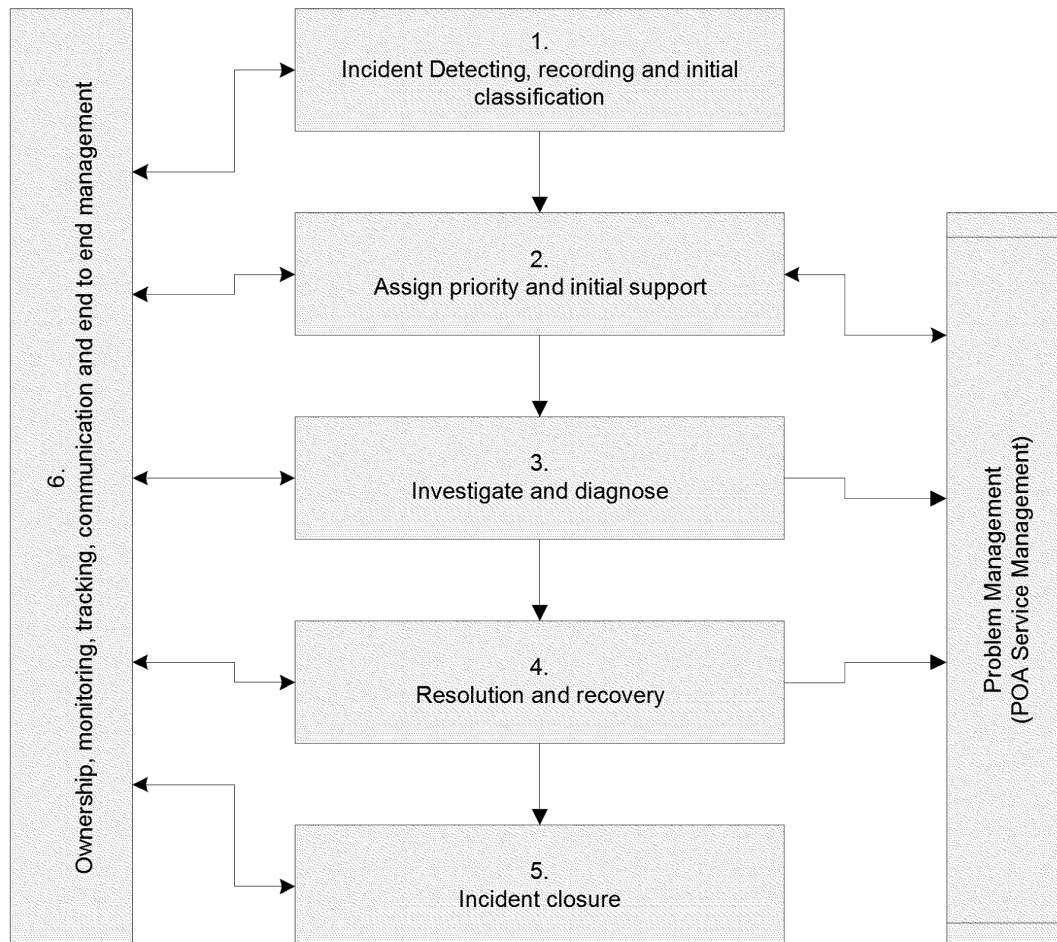 1.
Incident Detecting, recording and initial
classification
2.
Assign priority and initial support
3.
Investigate and diagnose
4.
Resolution and recovery
5.
Incident closure
6.
Ownership, monitoring, tracking, communication and end to end management
Problem Management
(POA Service Management)